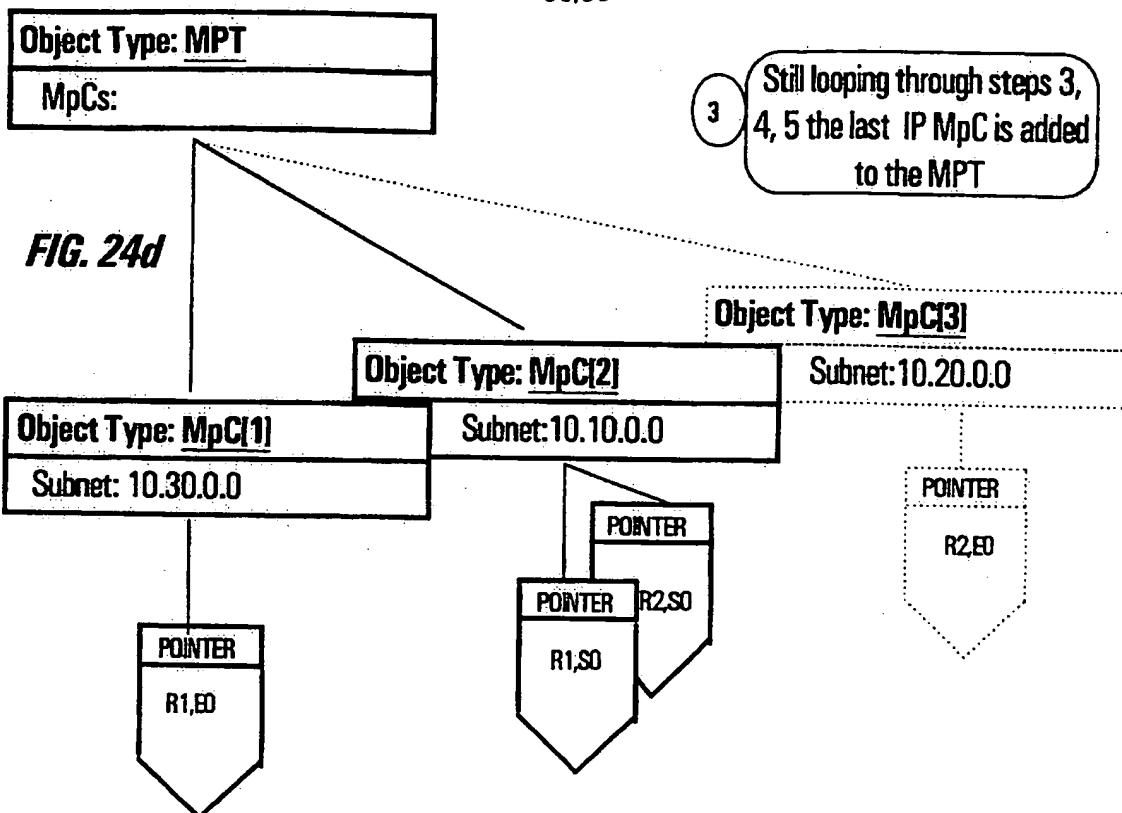 Object Type: MPT
MpCs:
3
Still looping through steps 3,
4, 5 the last IP MpC is added
to the MPT
FIG. 24d
Object Type: MpC[3]
Subnet:10.20.0.0
Object Type: MpC[2]
Subnet:10.10.0.0
Object Type: MpC[1]
Subnet: 10.30.0.0
POINTER
R2,E0
POINTER
R2,S0
POINTER
R1,S0
POINTER
R1,E0